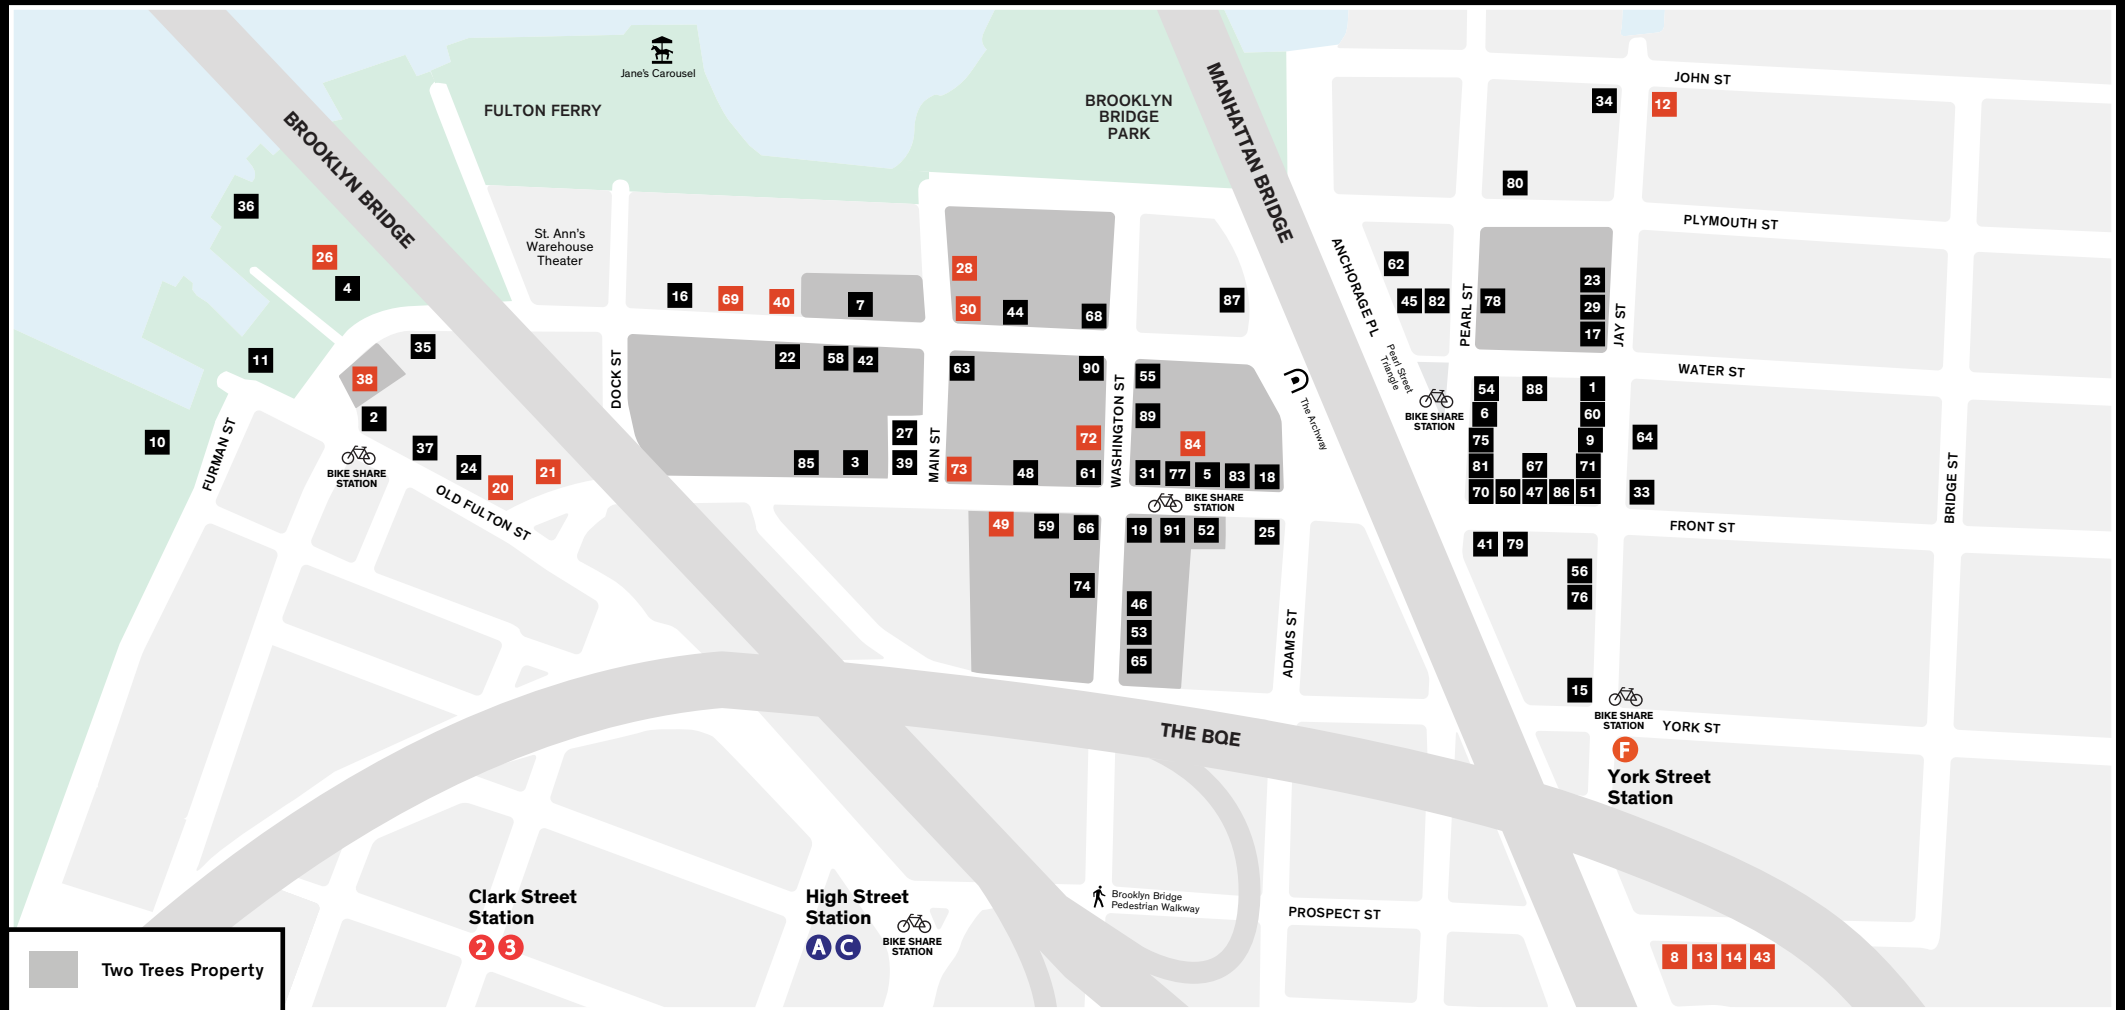 JOHN ST
Jane's Carousel
FULTON FERRY
BROOKLYN
BRIDGE
PARK
34
12
BROOKLYN BRIDGE
MANHATTAN BRIDGE
80
36
PLYMOUTH ST
St. Ann's
Warehouse
Theater
26
4
28
62
23
16
69
40
7
30
44
68
87
ANCHORAGE PL
45
82
PEARL ST
78
29
17
JAY ST
11
35
38
2
DOCK ST
22
58
42
63
90
WASHINGTON ST
55
89
The Archway
Pearl Street
Triangle
BIKE SHARE
STATION
54
88
1
WATER ST
6
60
10
FURMAN ST
BIKE SHARE
STATION
37
24
20
21
OLD FULTON ST
85
3
27
39
MAIN ST
73
48
72
61
84
31
77
5
83
18
75
9
64
81
67
71
70
50
47
86
51
33
BRIDGE ST
BIKE SHARE
STATION
49
59
66
19
91
52
25
FRONT ST
41
79
74
46
53
65
ADAMS ST
56
76
15
BIKE SHARE
STATION
YORK ST
F
York Street
Station
THE BQE
Clark Street
Station
2 3
High Street
Station
A C
BIKE SHARE
STATION
Brooklyn Bridge
Pedestrian Walkway
PROSPECT ST
8
13
14
43
Two Trees Property